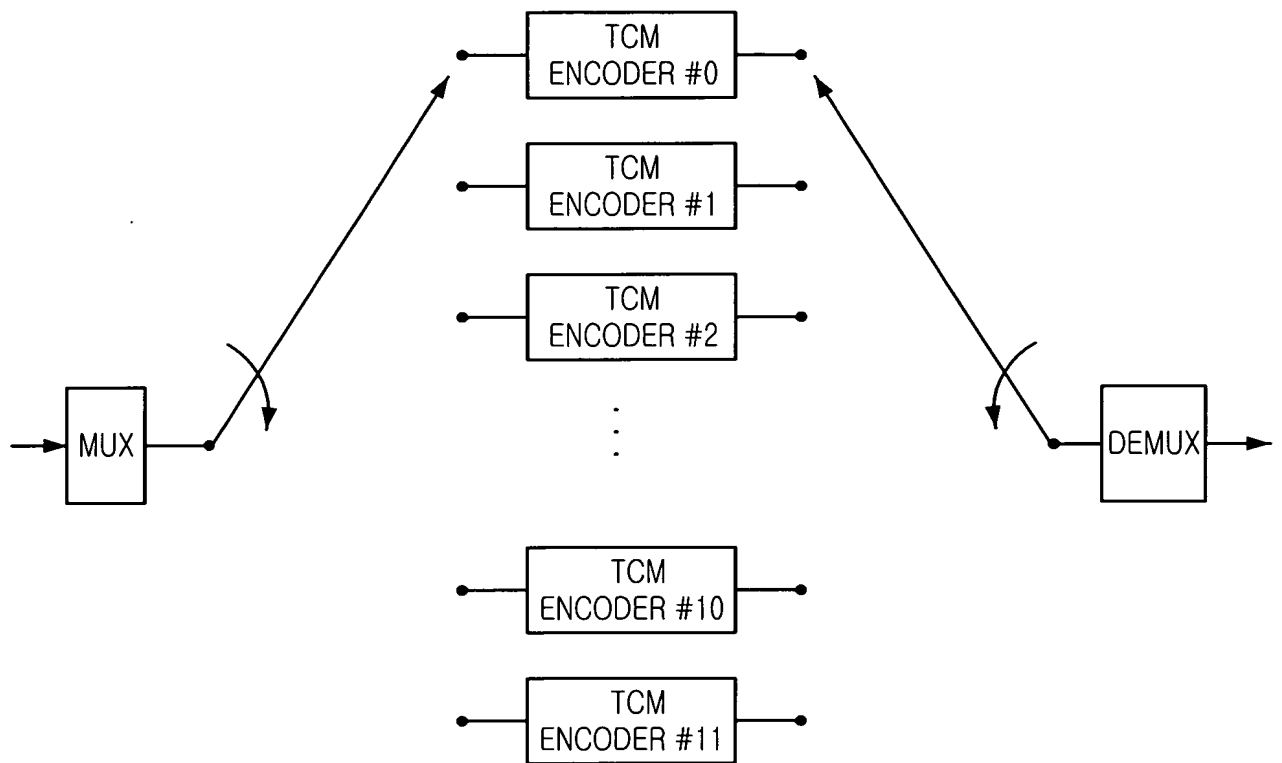 TCM
ENCODER #0
TCM
ENCODER #1
TCM
ENCODER #2
MUX
DEMUX
TCM
ENCODER #10
TCM
ENCODER #11